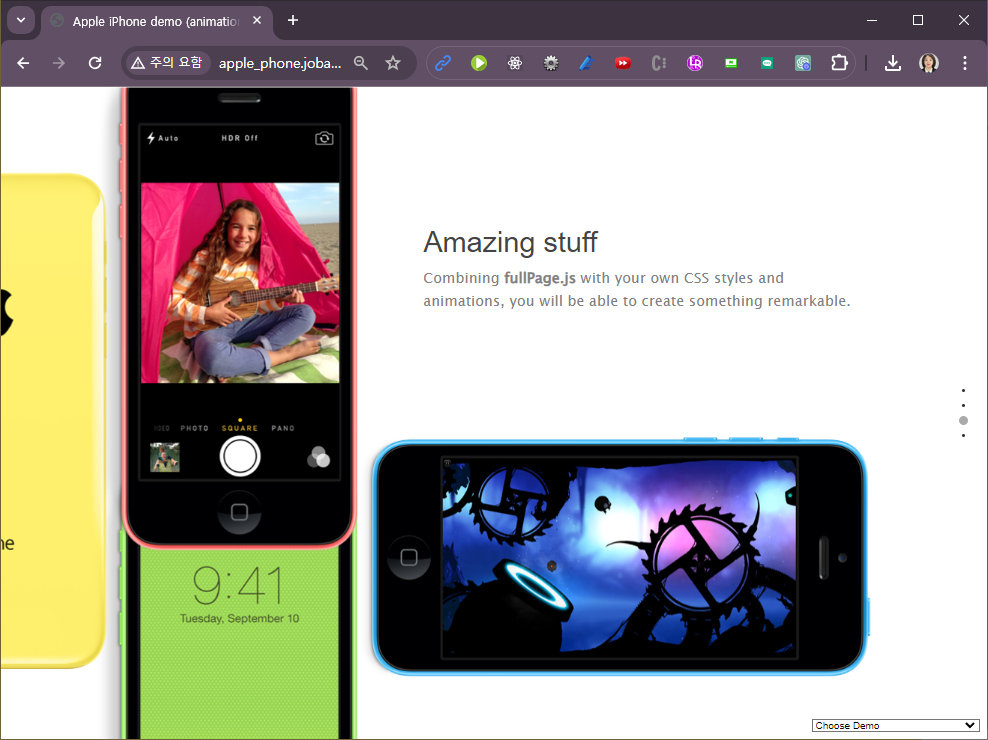 Apple iPhone demo (animatio
주의 요함
apple_phone.joba...
Auto
HDR Off
Amazing stuff
Combining fullPage.js with your own CSS styles and
animations, you will be able to create something remarkable.
PHOTO SQUARE PANO
ne
9:41
Tuesday, September 10
Choose Demo